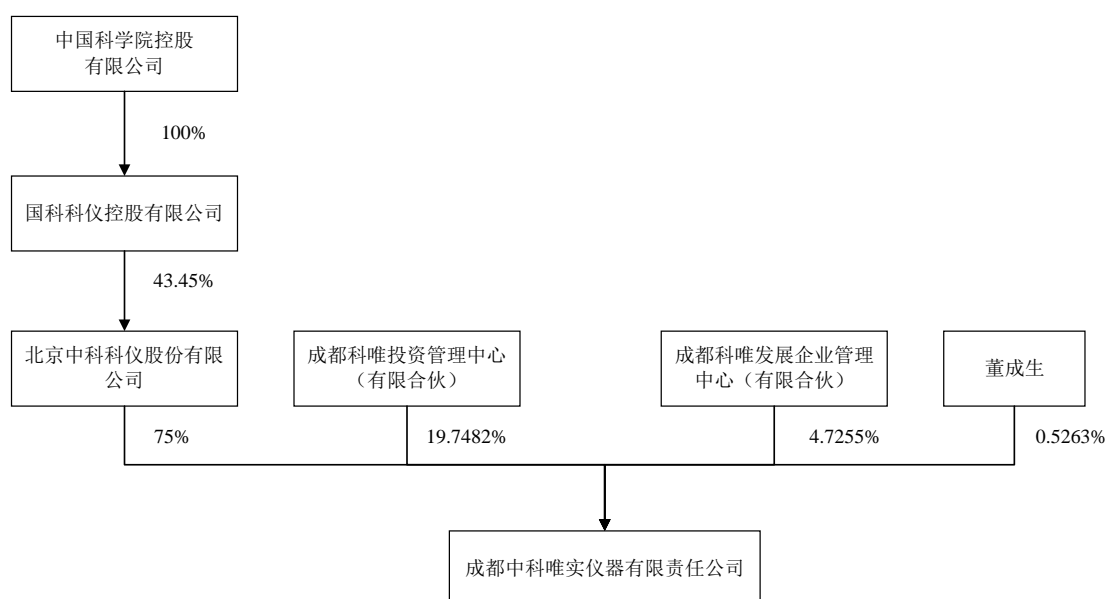 中国科学院控股
有限公司
100%
国科科仪控股有限公司
43.45%
北京中科科仪股份有限
公司
成都科唯投资管理中心
（有限合伙）
成都科唯发展企业管理
中心（有限合伙）
董成生
75%
19.7482%
4.7255%
0.5263%
成都中科唯实仪器有限责任公司